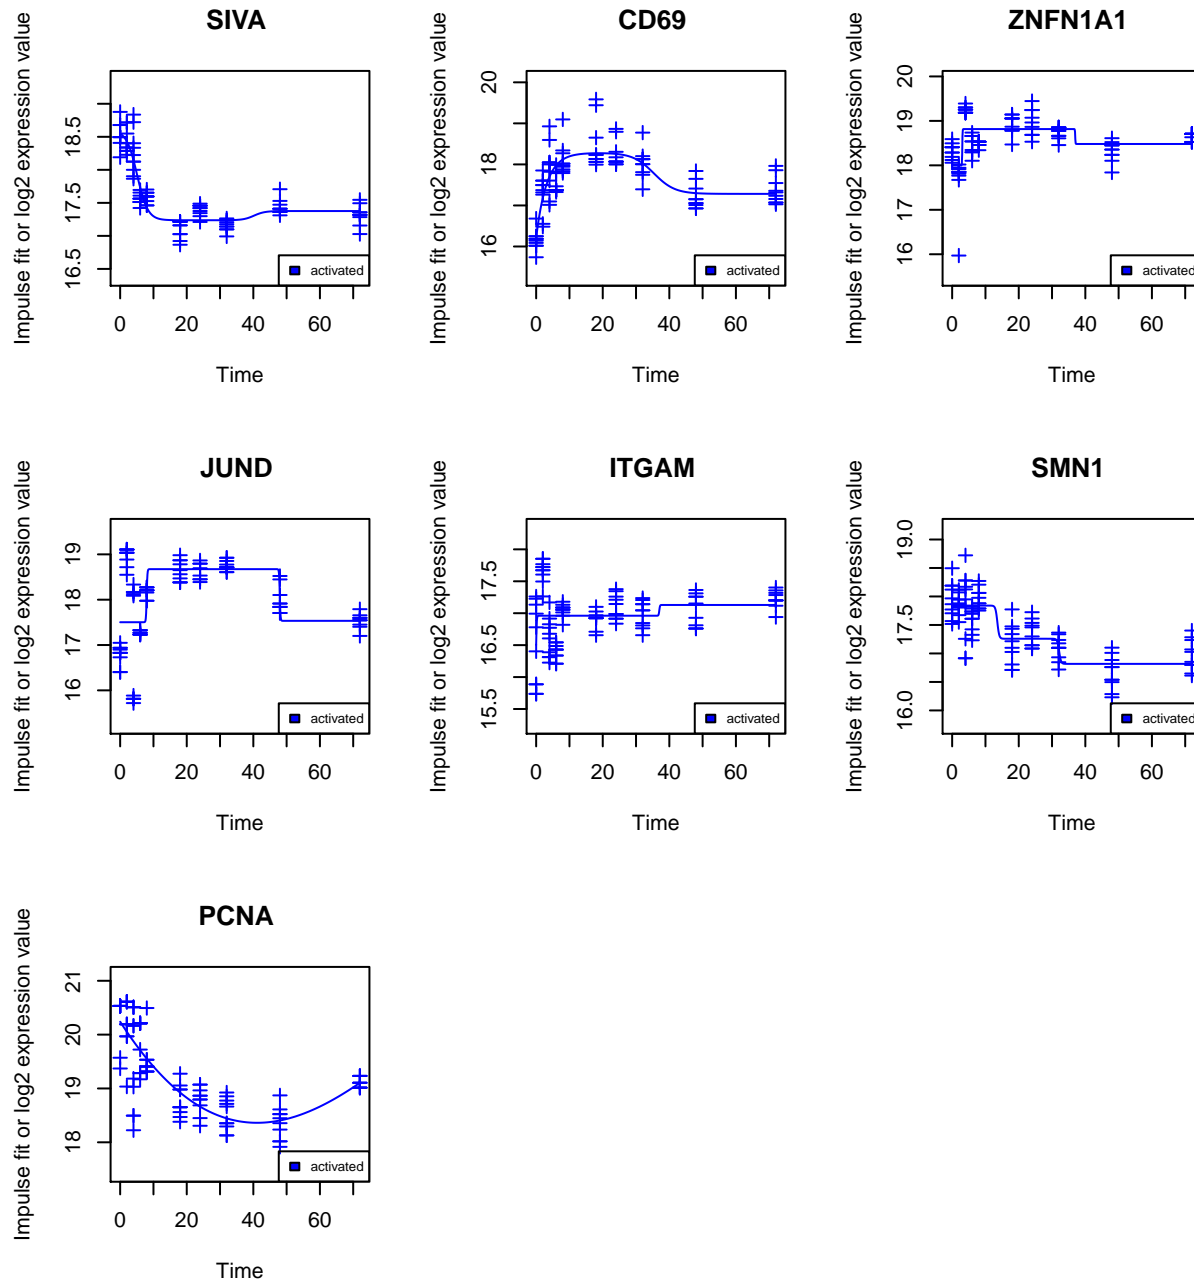 SIVA
Impulse fit or log2 expression value
16.5 17.5 18.5
activated
0 20 40 60
Time
CD69
Impulse fit or log2 expression value
16 18 20
activated
0 20 40 60
Time
ZNFN1A1
Impulse fit or log2 expression value
16 17 18 19 20
activated
0 20 40 60
Time
JUND
Impulse fit or log2 expression value
16 17 18 19
activated
0 20 40 60
Time
ITGAM
Impulse fit or log2 expression value
15.5 16.5 17.5
activated
0 20 40 60
Time
SMN1
Impulse fit or log2 expression value
16.0 17.5 19.0
activated
0 20 40 60
Time
PCNA
Impulse fit or log2 expression value
18 19 20 21
activated
0 20 40 60
Time